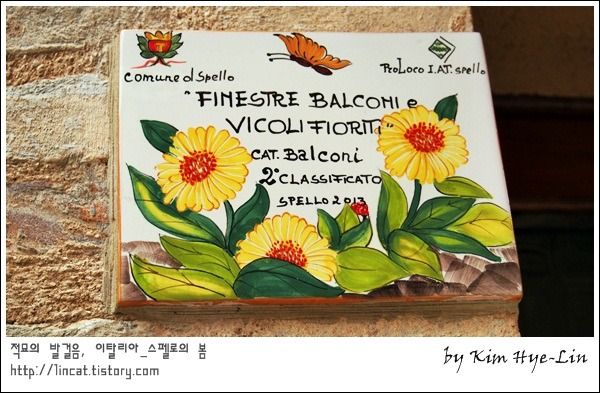 comune di Spello
ProLoco I.A.T. spello
"FINESTRE BALCONI e
VICOLI FIORITI"
CAT. Balconi
2° CLASSIFICATO
SPELLO 2013
적묘의 발걸음, 이탈리아_스펠로의 봄
http://lincat.tistory.com
by Kim Hye-Lin